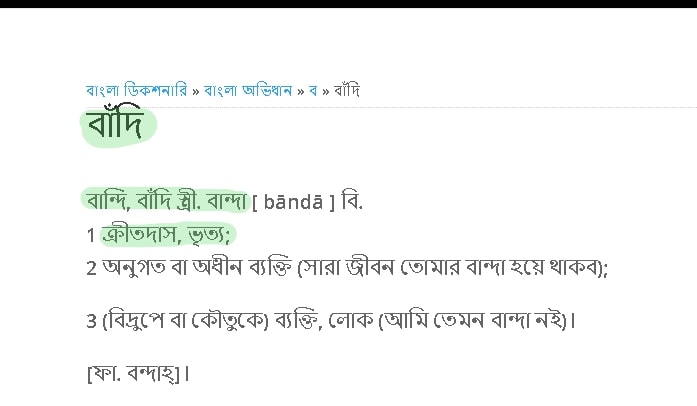 বাংলা ডিকশনারি » বাংলা অভিধান » ব » বাঁদি
বাঁদি
বান্দি, বাঁদি স্ত্রী. বান্দা [ bāndā ] বি.
1 ক্রীতদাস, ভৃত্য;
2 অনুগত বা অধীন ব্যক্তি (সারা জীবন তোমার বান্দা হয়ে থাকব);
3 (বিদ্রুপে বা কৌতুকে) ব্যক্তি, লোক (আমি তেমন বান্দা নই)।
[ফা. বন্দাহ্]।